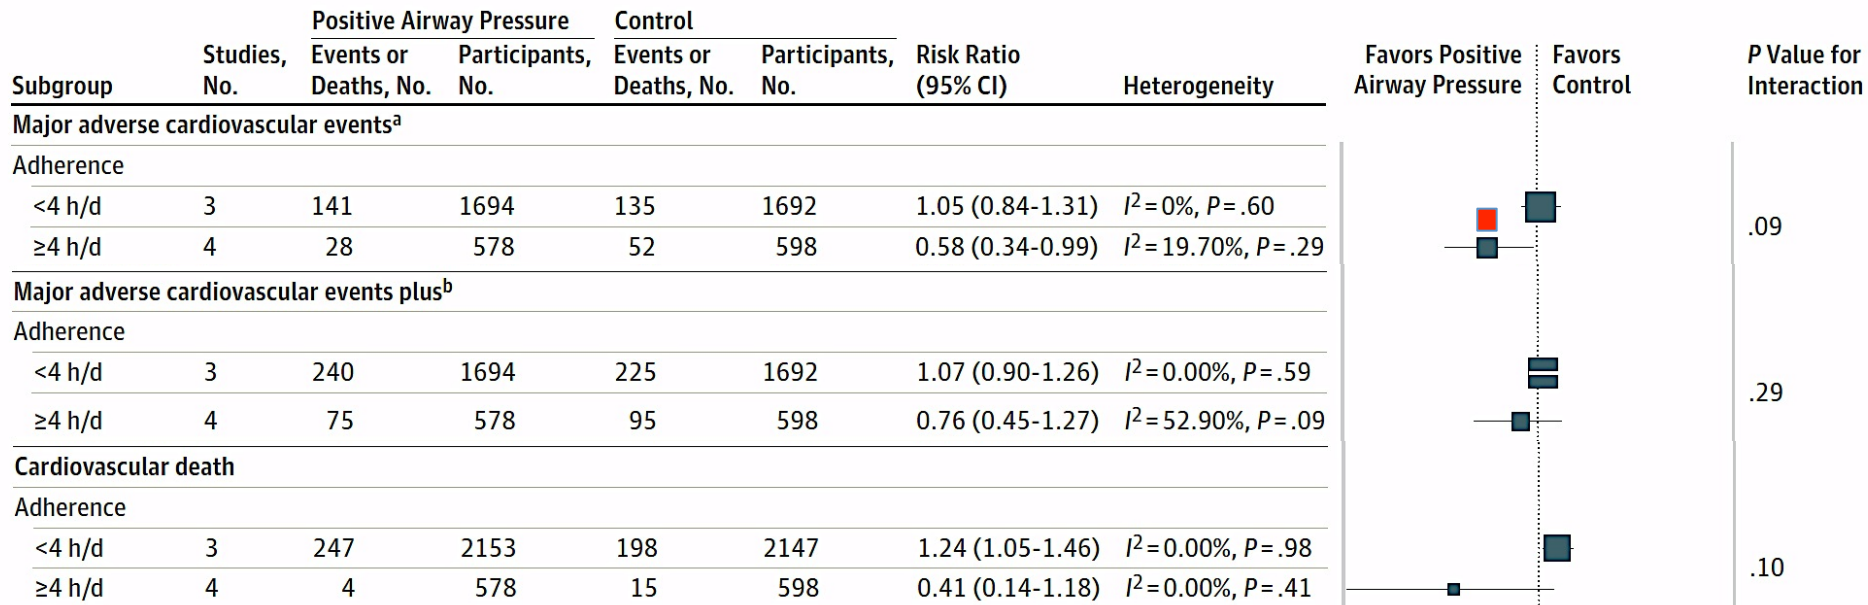 Positive Airway Pressure Control
Studies, Events or Participants, Events or Participants, Risk Ratio Favors Positive Favors P Value for
Subgroup No. Deaths, No. No. Deaths, No. No. (95% CI) Heterogeneity Airway Pressure Control Interaction
Major adverse cardiovascular eventsᵃ
Adherence
<4 h/d 3 141 1694 135 1692 1.05 (0.84-1.31) I²=0%, P=.60
.09
≥4 h/d 4 28 578 52 598 0.58 (0.34-0.99) I²=19.70%, P=.29
Major adverse cardiovascular events plusᵇ
Adherence
<4 h/d 3 240 1694 225 1692 1.07 (0.90-1.26) I²=0.00%, P=.59
.29
≥4 h/d 4 75 578 95 598 0.76 (0.45-1.27) I²=52.90%, P=.09
Cardiovascular death
Adherence
<4 h/d 3 247 2153 198 2147 1.24 (1.05-1.46) I²=0.00%, P=.98
.10
≥4 h/d 4 4 578 15 598 0.41 (0.14-1.18) I²=0.00%, P=.41